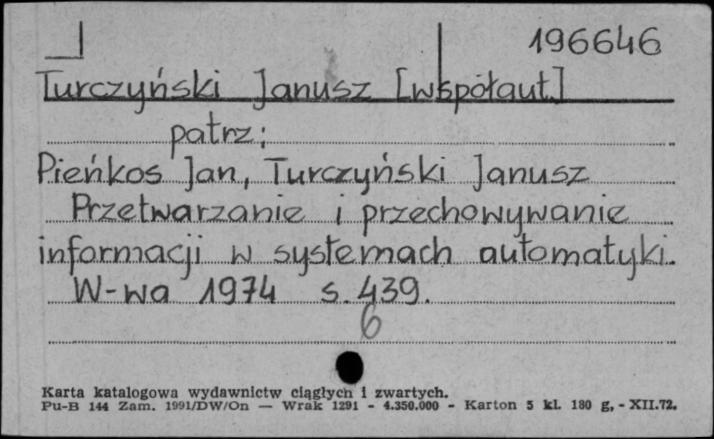 196646
Turczyński Janusz [współaut.]
patrz:
Pieńkos Jan, Turczyński Janusz
Przetwarzanie i przechowywanie
informacji w systemach automatyki.
W-wa 1974 s. 439.
6
Karta katalogowa wydawnictw ciągłych i zwartych.
Pu-B 144 Zam. 1991/DW/On — Wrak 1291 - 4.350.000 - Karton 5 kl. 180 g, - XII.72.